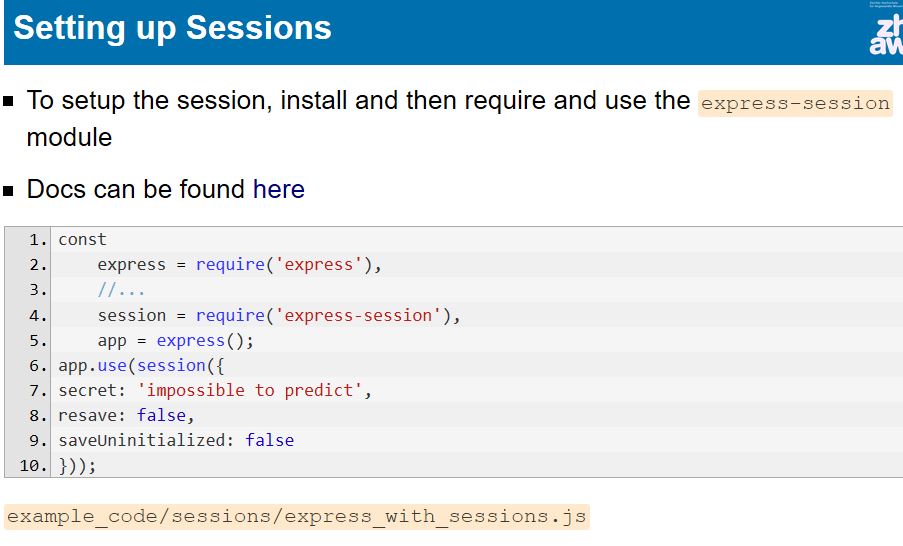 Setting up Sessions
zh
aw
To setup the session, install and then require and use the express-session
module
Docs can be found here
1. const
2.     express = require('express'),
3.     //...
4.     session = require('express-session'),
5.     app = express();
6. app.use(session({
7. secret: 'impossible to predict',
8. resave: false,
9. saveUninitialized: false
10. }));
example_code/sessions/express_with_sessions.js